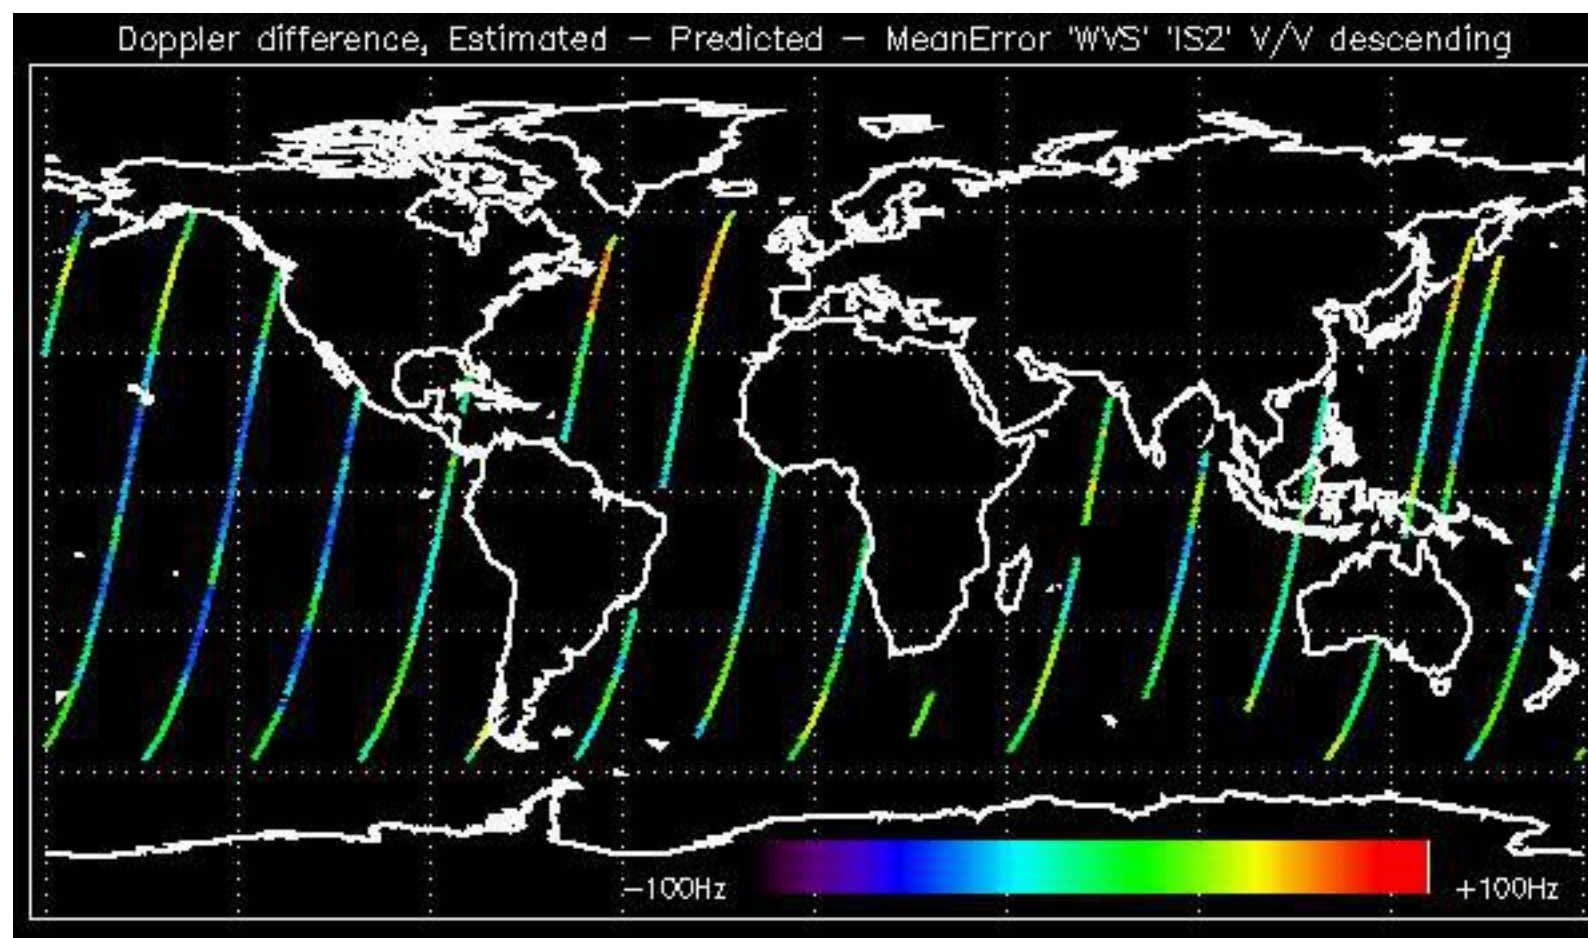 Doppler difference, Estimated - Predicted - MeanError 'WVS' 'IS2' V/V descending
-100Hz
+100Hz